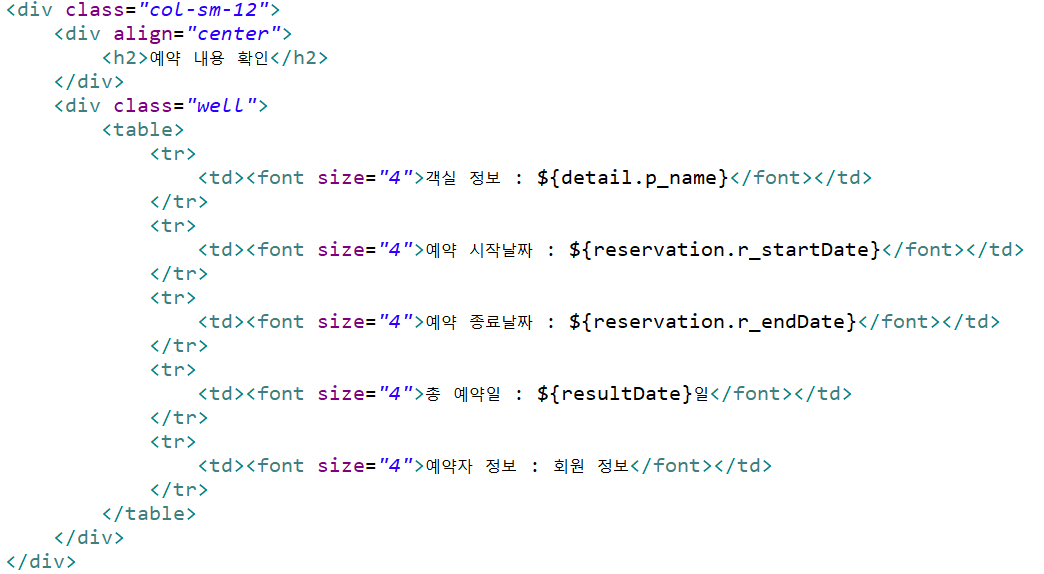 <div class="col-sm-12">
    <div align="center">
        <h2>예약 내용 확인</h2>
    </div>
    <div class="well">
        <table>
            <tr>
                <td><font size="4">객실 정보 : ${detail.p_name}</font></td>
            </tr>
            <tr>
                <td><font size="4">예약 시작날짜 : ${reservation.r_startDate}</font></td>
            </tr>
            <tr>
                <td><font size="4">예약 종료날짜 : ${reservation.r_endDate}</font></td>
            </tr>
            <tr>
                <td><font size="4">총 예약일 : ${resultDate}일</font></td>
            </tr>
            <tr>
                <td><font size="4">예약자 정보 : 회원 정보</font></td>
            </tr>
        </table>
    </div>
</div>